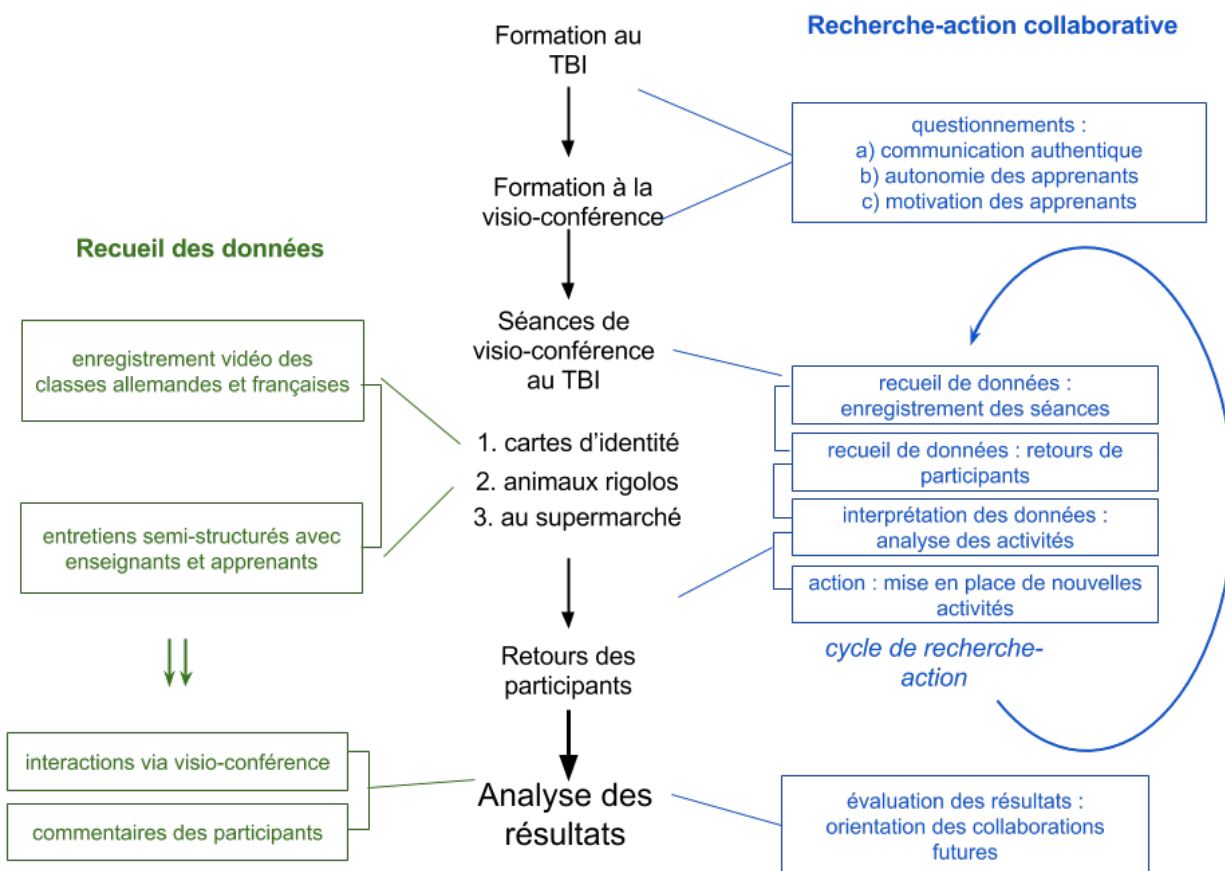 Formation au
TBI
Formation à la
visio-conférence
Séances de
visio-conférence
au TBI
1. cartes d'identité
2. animaux rigolos
3. au supermarché
Retours des
participants
Analyse des
résultats
Recueil des données
enregistrement vidéo des
classes allemandes et françaises
entretiens semi-structurés avec
enseignants et apprenants
interactions via visio-conférence
commentaires des participants
Recherche-action collaborative
questionnements :
a) communication authentique
b) autonomie des apprenants
c) motivation des apprenants
recueil de données :
enregistrement des séances
recueil de données : retours de
participants
interprétation des données :
analyse des activités
action : mise en place de nouvelles
activités
cycle de recherche-
action
évaluation des résultats :
orientation des collaborations
futures